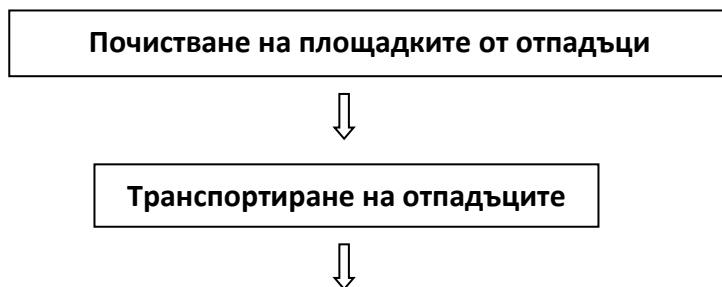 Почистване на площадките от отпадъци
Транспортиране на отпадъците